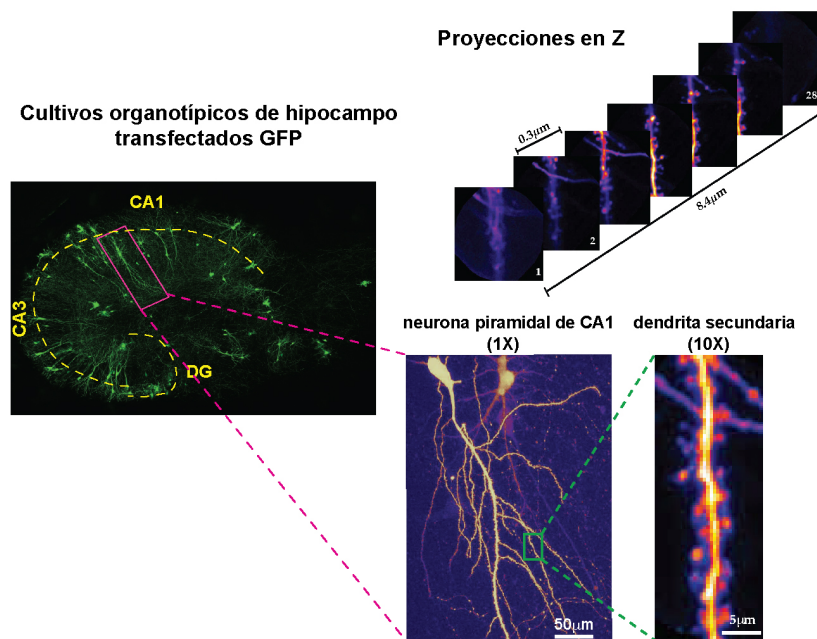 Proyecciones en Z
28
0.3µm
8.4µm
2
1
Cultivos organotípicos de hipocampo
transfectados GFP
CA1
CA3
DG
neurona piramidal de CA1
(1X)
dendrita secundaria
(10X)
50µm
5µm